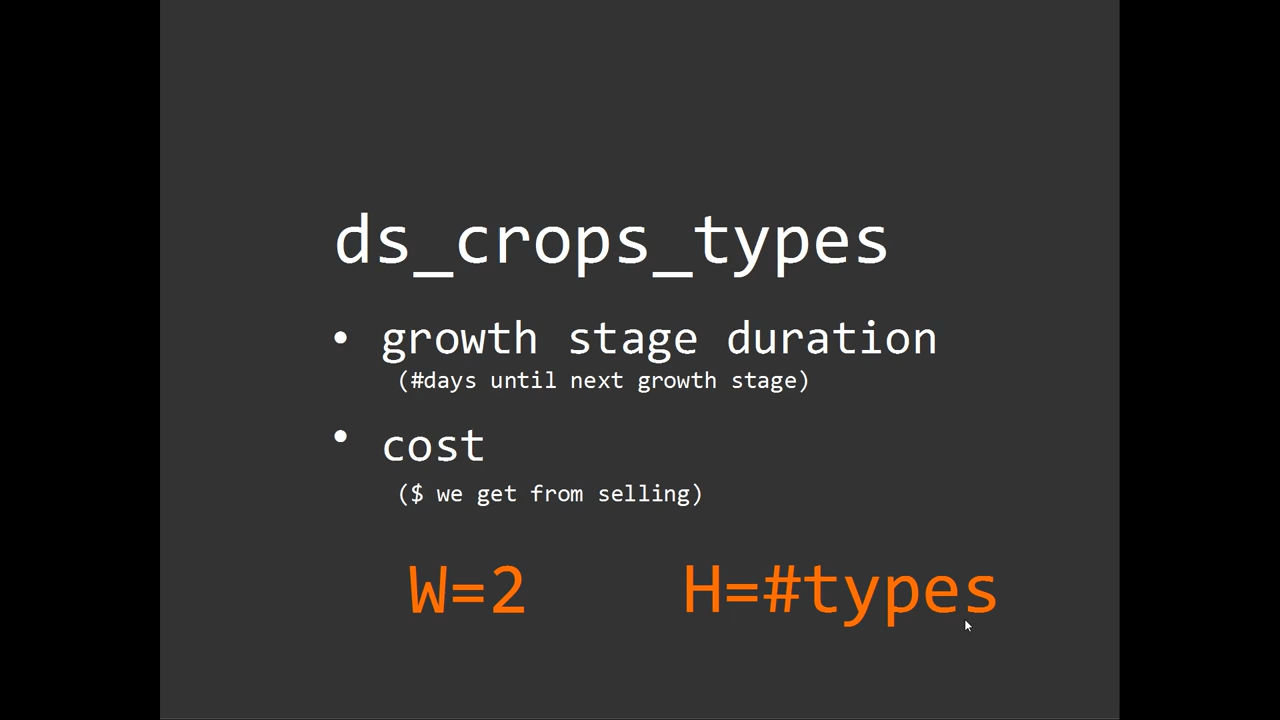 ds_crops_types
• growth stage duration
(#days until next growth stage)
• cost
($ we get from selling)
W=2 H=#types